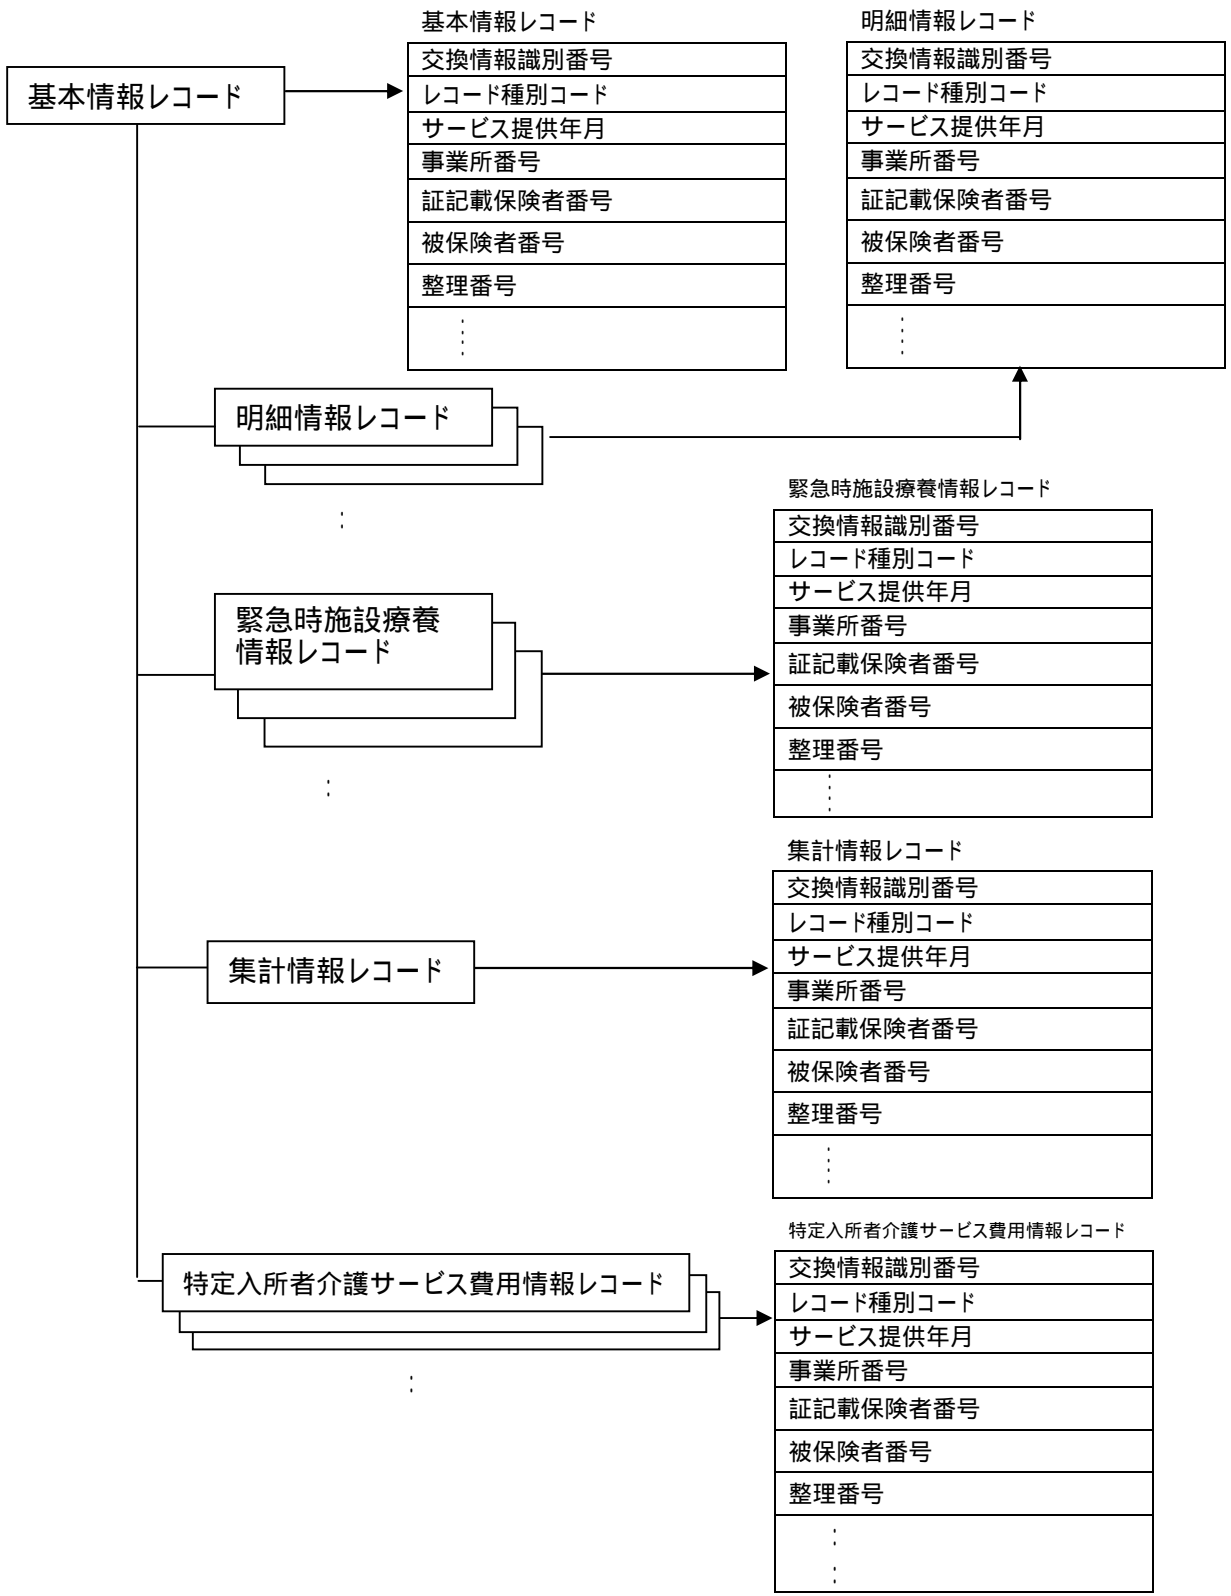 基本情報レコード
基本情報レコード
交換情報識別番号
レコード種別コード
サービス提供年月
事業所番号
証記載保険者番号
被保険者番号
整理番号
明細情報レコード
交換情報識別番号
レコード種別コード
サービス提供年月
事業所番号
証記載保険者番号
被保険者番号
整理番号
明細情報レコード
緊急時施設療養
情報レコード
緊急時施設療養情報レコード
交換情報識別番号
レコード種別コード
サービス提供年月
事業所番号
証記載保険者番号
被保険者番号
整理番号
集計情報レコード
集計情報レコード
交換情報識別番号
レコード種別コード
サービス提供年月
事業所番号
証記載保険者番号
被保険者番号
整理番号
特定入所者介護サービス費用情報レコード
特定入所者介護サービス費用情報レコード
交換情報識別番号
レコード種別コード
サービス提供年月
事業所番号
証記載保険者番号
被保険者番号
整理番号